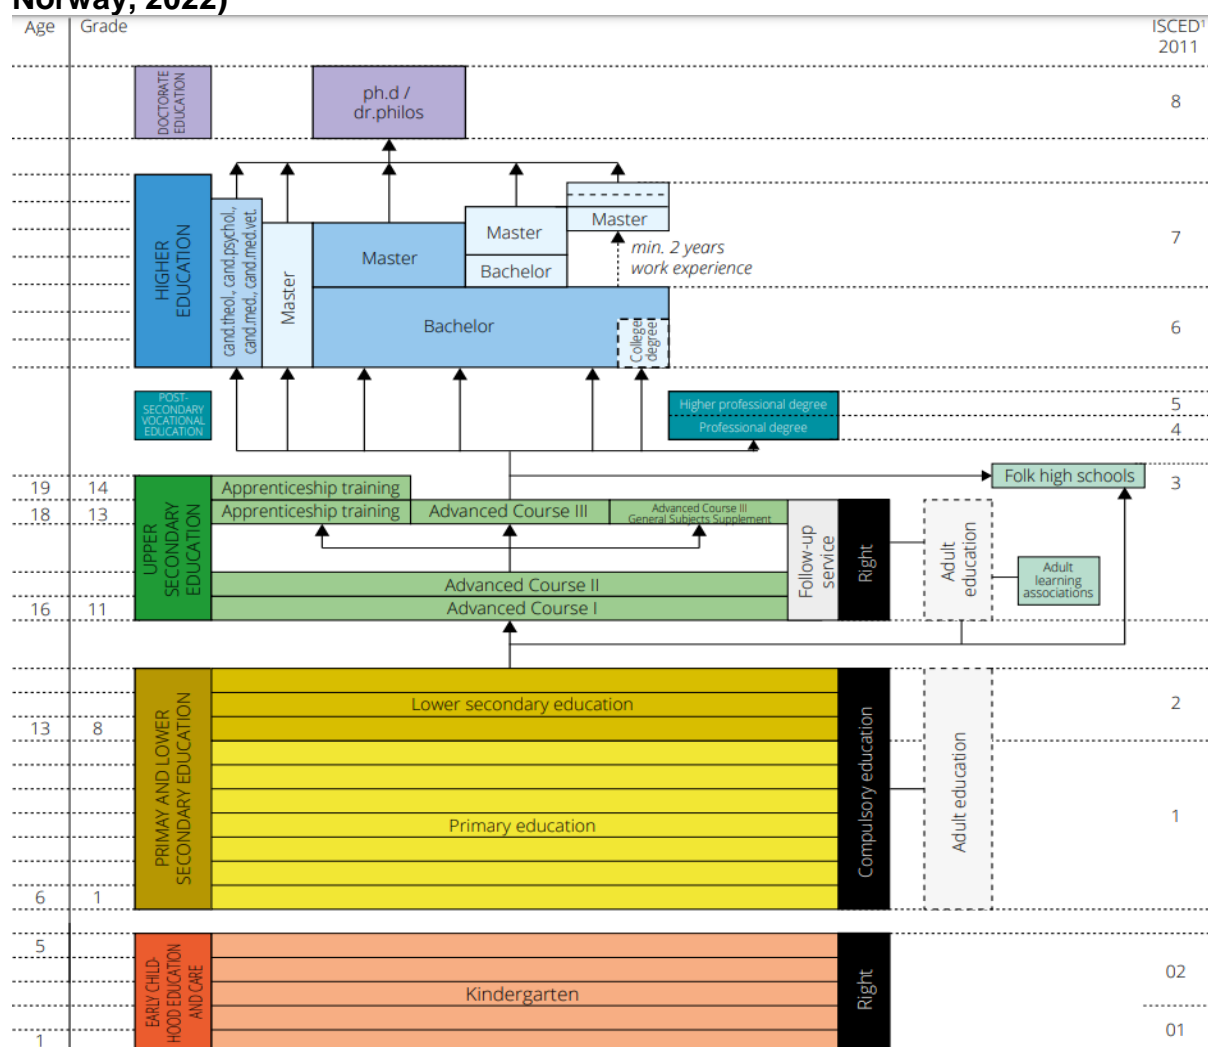 Norway, 2022)
Age
Grade
ISCED¹
2011
DOCTORATE
EDUCATION
ph.d /
dr.philos
8
HIGHER
EDUCATION
cand.theol., cand.psychol.,
cand.med., cand.med.vet.
Master
Master
Master
Bachelor
Master
min. 2 years
work experience
7
Bachelor
College
degree
6
POST-
SECONDARY
VOCATIONAL
EDUCATION
Higher professional degree
5
Professional degree
4
Folk high schools
3
19
14
UPPER
SECONDARY
EDUCATION
Apprenticeship training
18
13
Apprenticeship training
Advanced Course III
Advanced Course III
General Subjects Supplement
Follow-up
service
Right
Adult
education
Adult
learning
associations
Advanced Course II
16
11
Advanced Course I
PRIMAY AND LOWER
SECONDARY EDUCATION
Lower secondary education
2
13
8
Compulsory education
Adult education
Primary education
1
6
1
5
EARLY CHILD-
HOOD EDUCATION
AND CARE
Kindergarten
Right
02
01
1